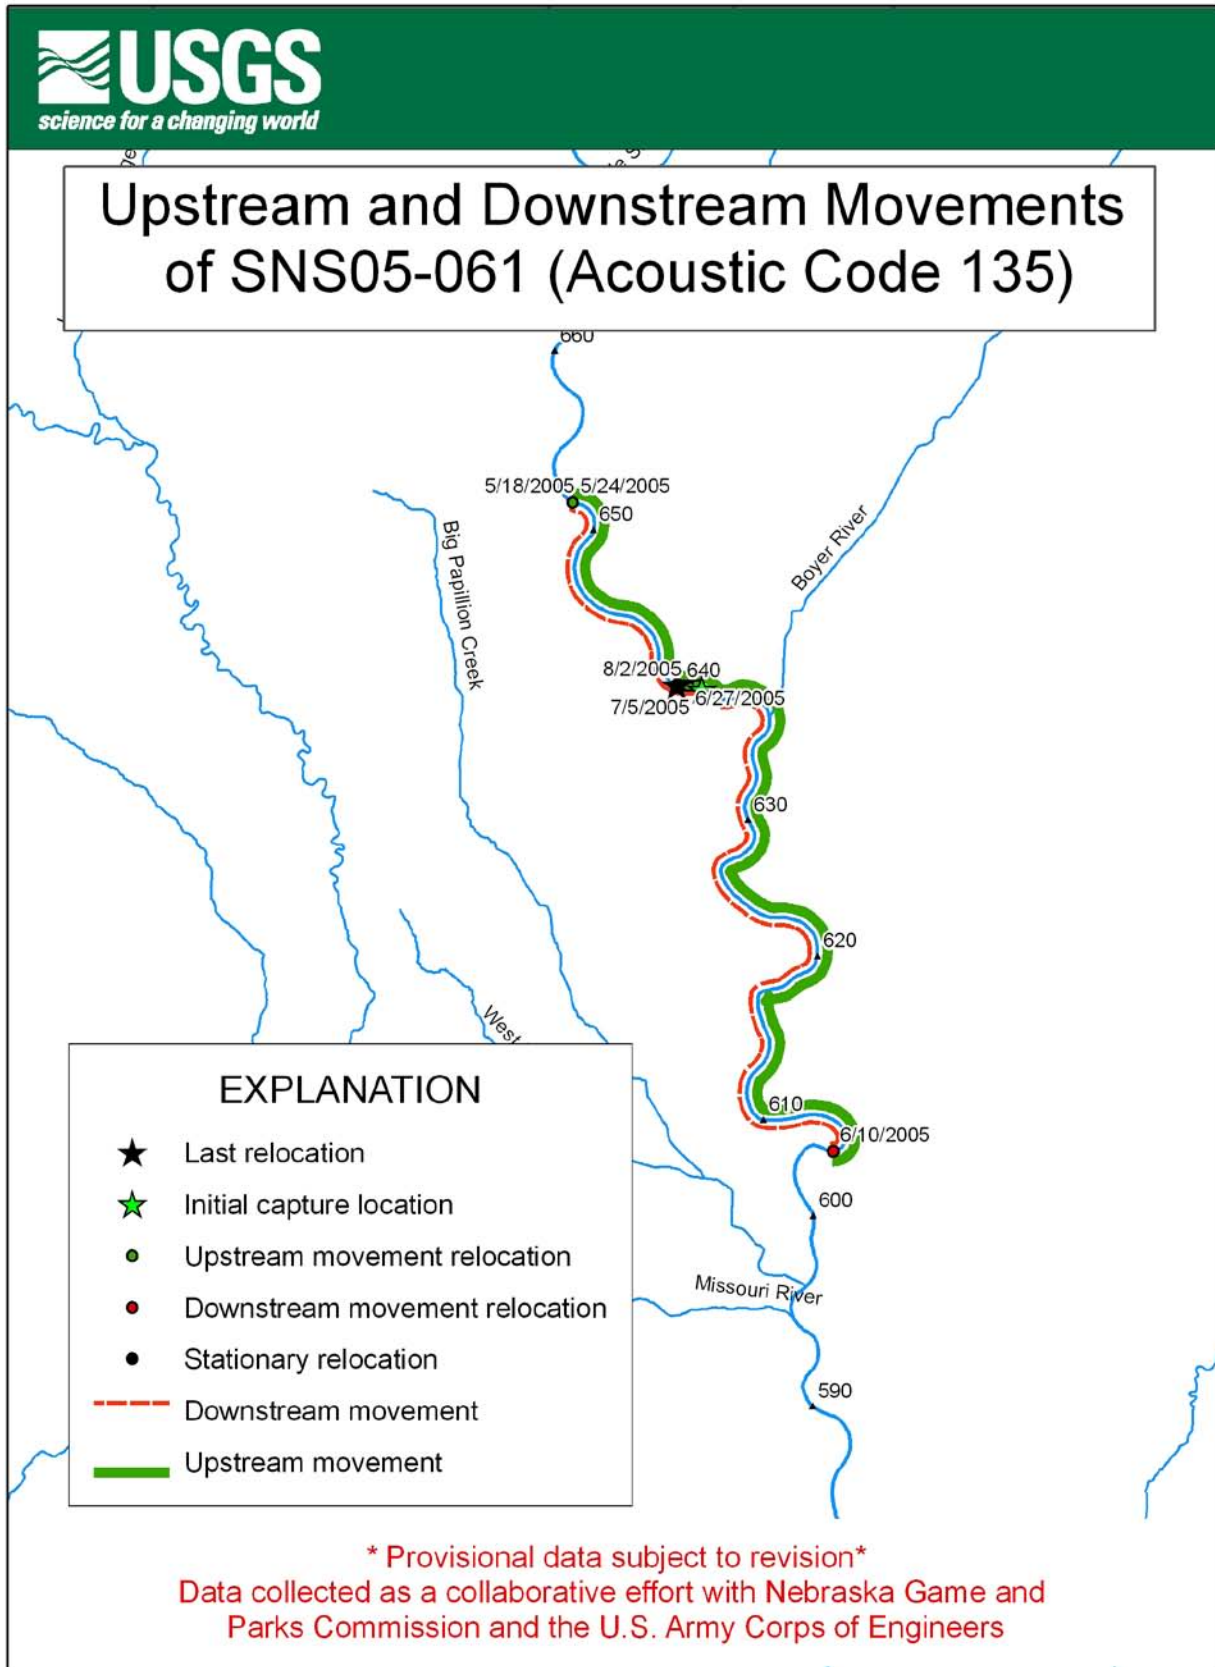 USGS
science for a changing world
Upstream and Downstream Movements
of SNS05-061 (Acoustic Code 135)
660
5/18/2005 5/24/2005
650
Boyer River
Big Papillion Creek
8/2/2005 640
7/5/2005 6/27/2005
630
620
West
610
6/10/2005
600
Missouri River
590
EXPLANATION
Last relocation
Initial capture location
Upstream movement relocation
Downstream movement relocation
Stationary relocation
Downstream movement
Upstream movement
* Provisional data subject to revision*
Data collected as a collaborative effort with Nebraska Game and
Parks Commission and the U.S. Army Corps of Engineers